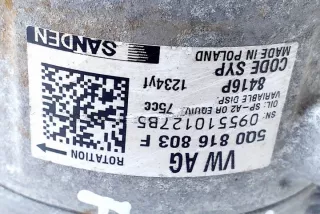 VW AG
5Q0 816 803 F
SN: 095510127B5
OIL: SP-A2 OR EQUIV. 75cc
VARIABLE DISP.
8416P 1234yf
CODE SYP
MADE IN POLAND
SANDEN
ROTATION